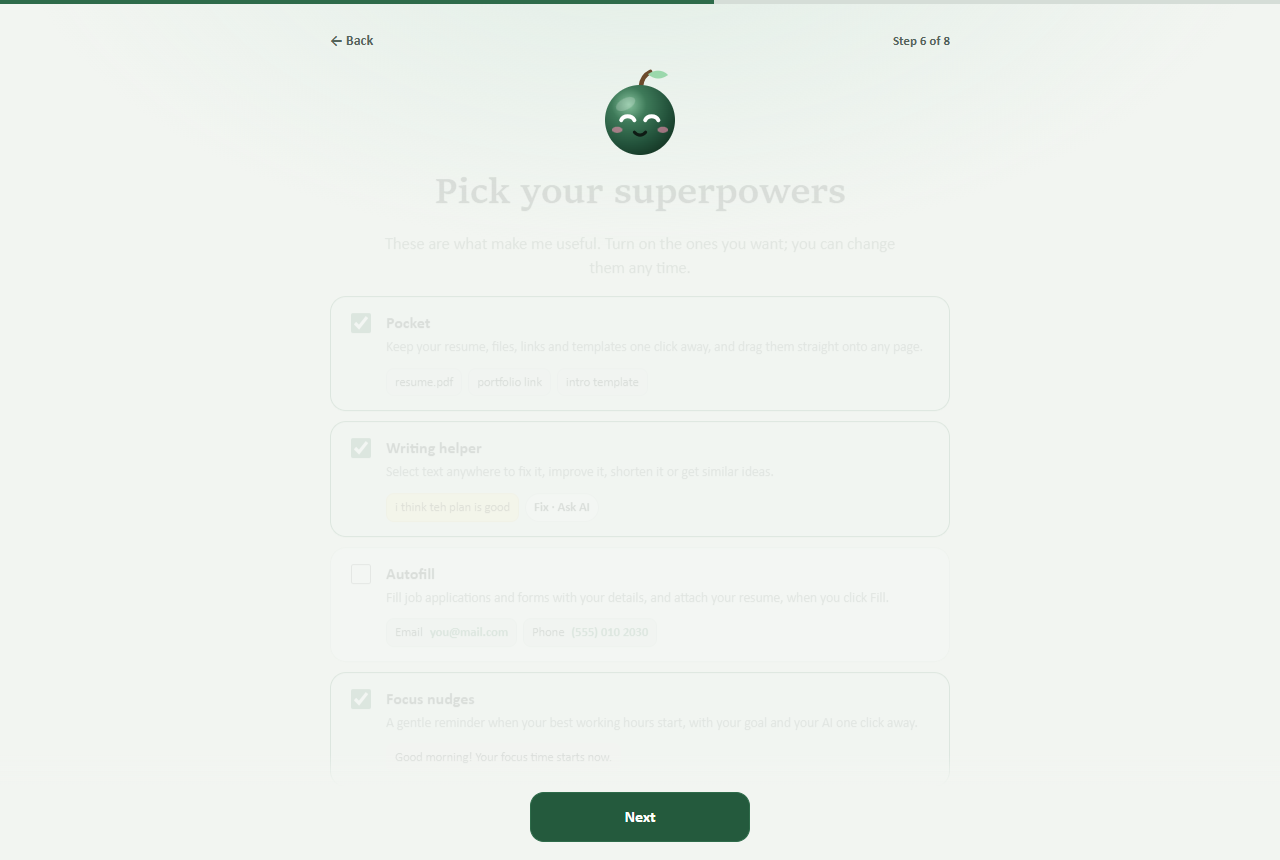 Back
Step 6 of 8
Pick your superpowers
These are what make me useful. Turn on the ones you want; you can change
them any time.
Pocket
Keep your resume, files, links and templates one click away, and drag them straight onto any page.
resume.pdf portfolio link intro template
Writing helper
Select text anywhere to fix it, improve it, shorten it or get similar ideas.
i think teh plan is good Fix · Ask AI
Autofill
Fill job applications and forms with your details, and attach your resume, when you click Fill.
Email you@mail.com Phone (555) 010 2030
Focus nudges
A gentle reminder when your best working hours start, with your goal and your AI one click away.
Good morning! Your focus time starts now.
Next